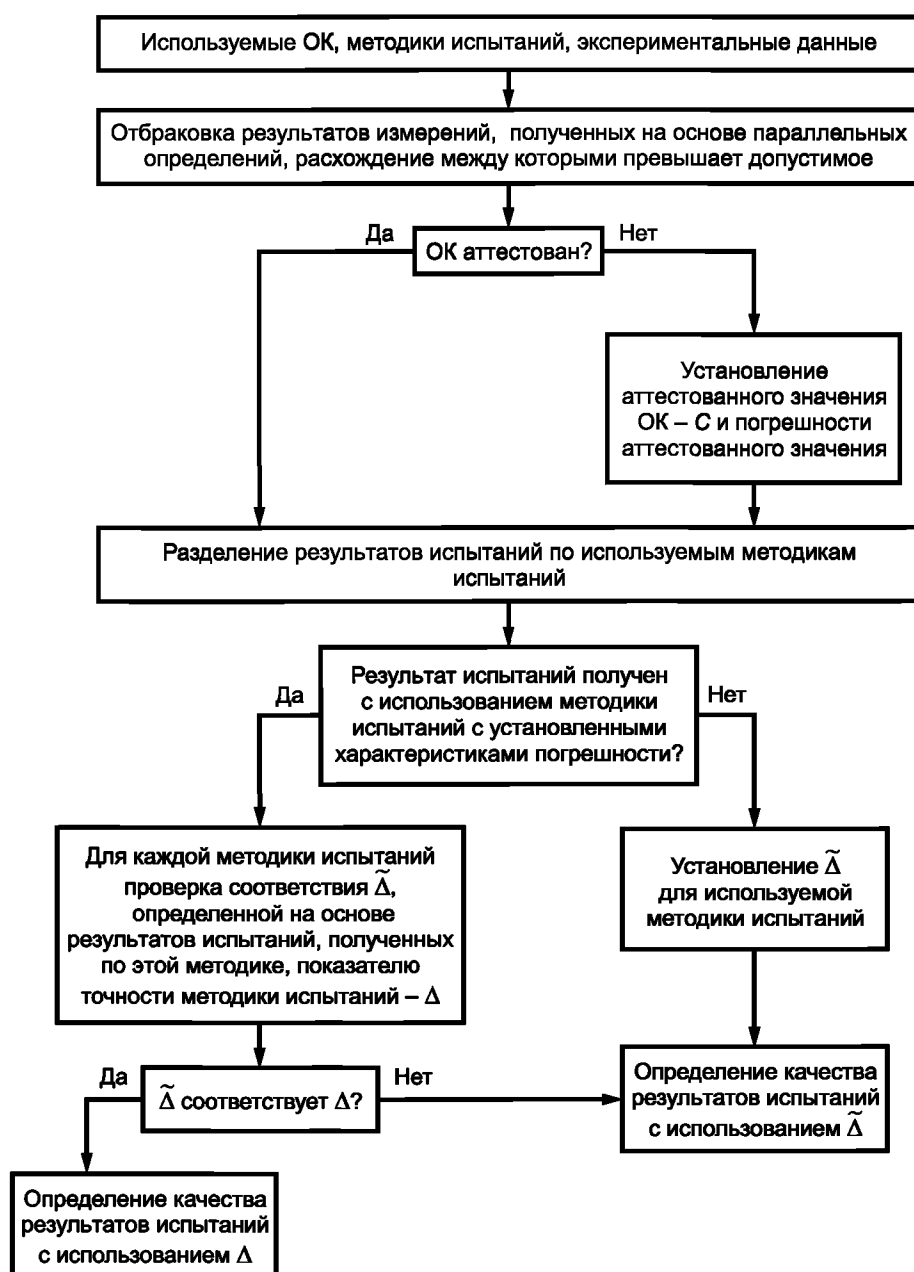 Используемые ОК, методики испытаний, экспериментальные данные
Отбраковка результатов измерений, полученных на основе параллельных
определений, расхождение между которыми превышает допустимое
Да
Нет
ОК аттестован?
Установление
аттестованного значения
ОК – С и погрешности
аттестованного значения
Разделение результатов испытаний по используемым методикам
испытаний
Да
Результат испытаний получен
с использованием методики
испытаний с установленными
характеристиками погрешности?
Нет
Для каждой методики испытаний
проверка соответствия Δ̃,
определенной на основе
результатов испытаний, полученных
по этой методике, показателю
точности методики испытаний – Δ
Установление Δ̃
для используемой
методики испытаний
Да
Δ̃ соответствует Δ?
Нет
Определение качества
результатов испытаний
с использованием Δ̃
Определение качества
результатов испытаний
с использованием Δ